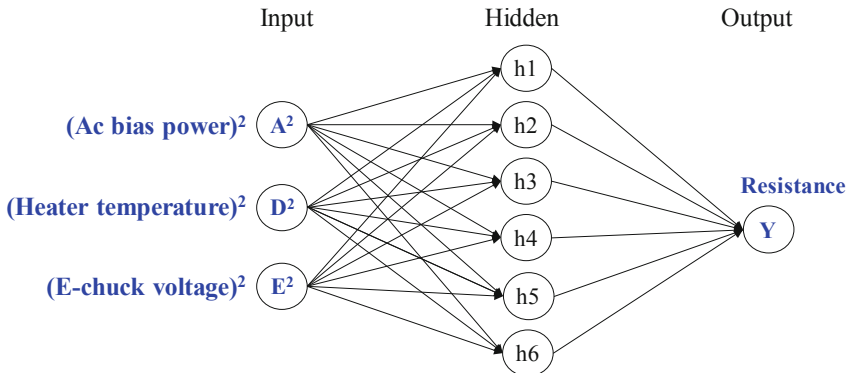 Input Hidden Output
h1
(Ac bias power)² A² h2
h3
Resistance
(Heater temperature)² D² Y
h4
(E-chuck voltage)² E² h5
h6